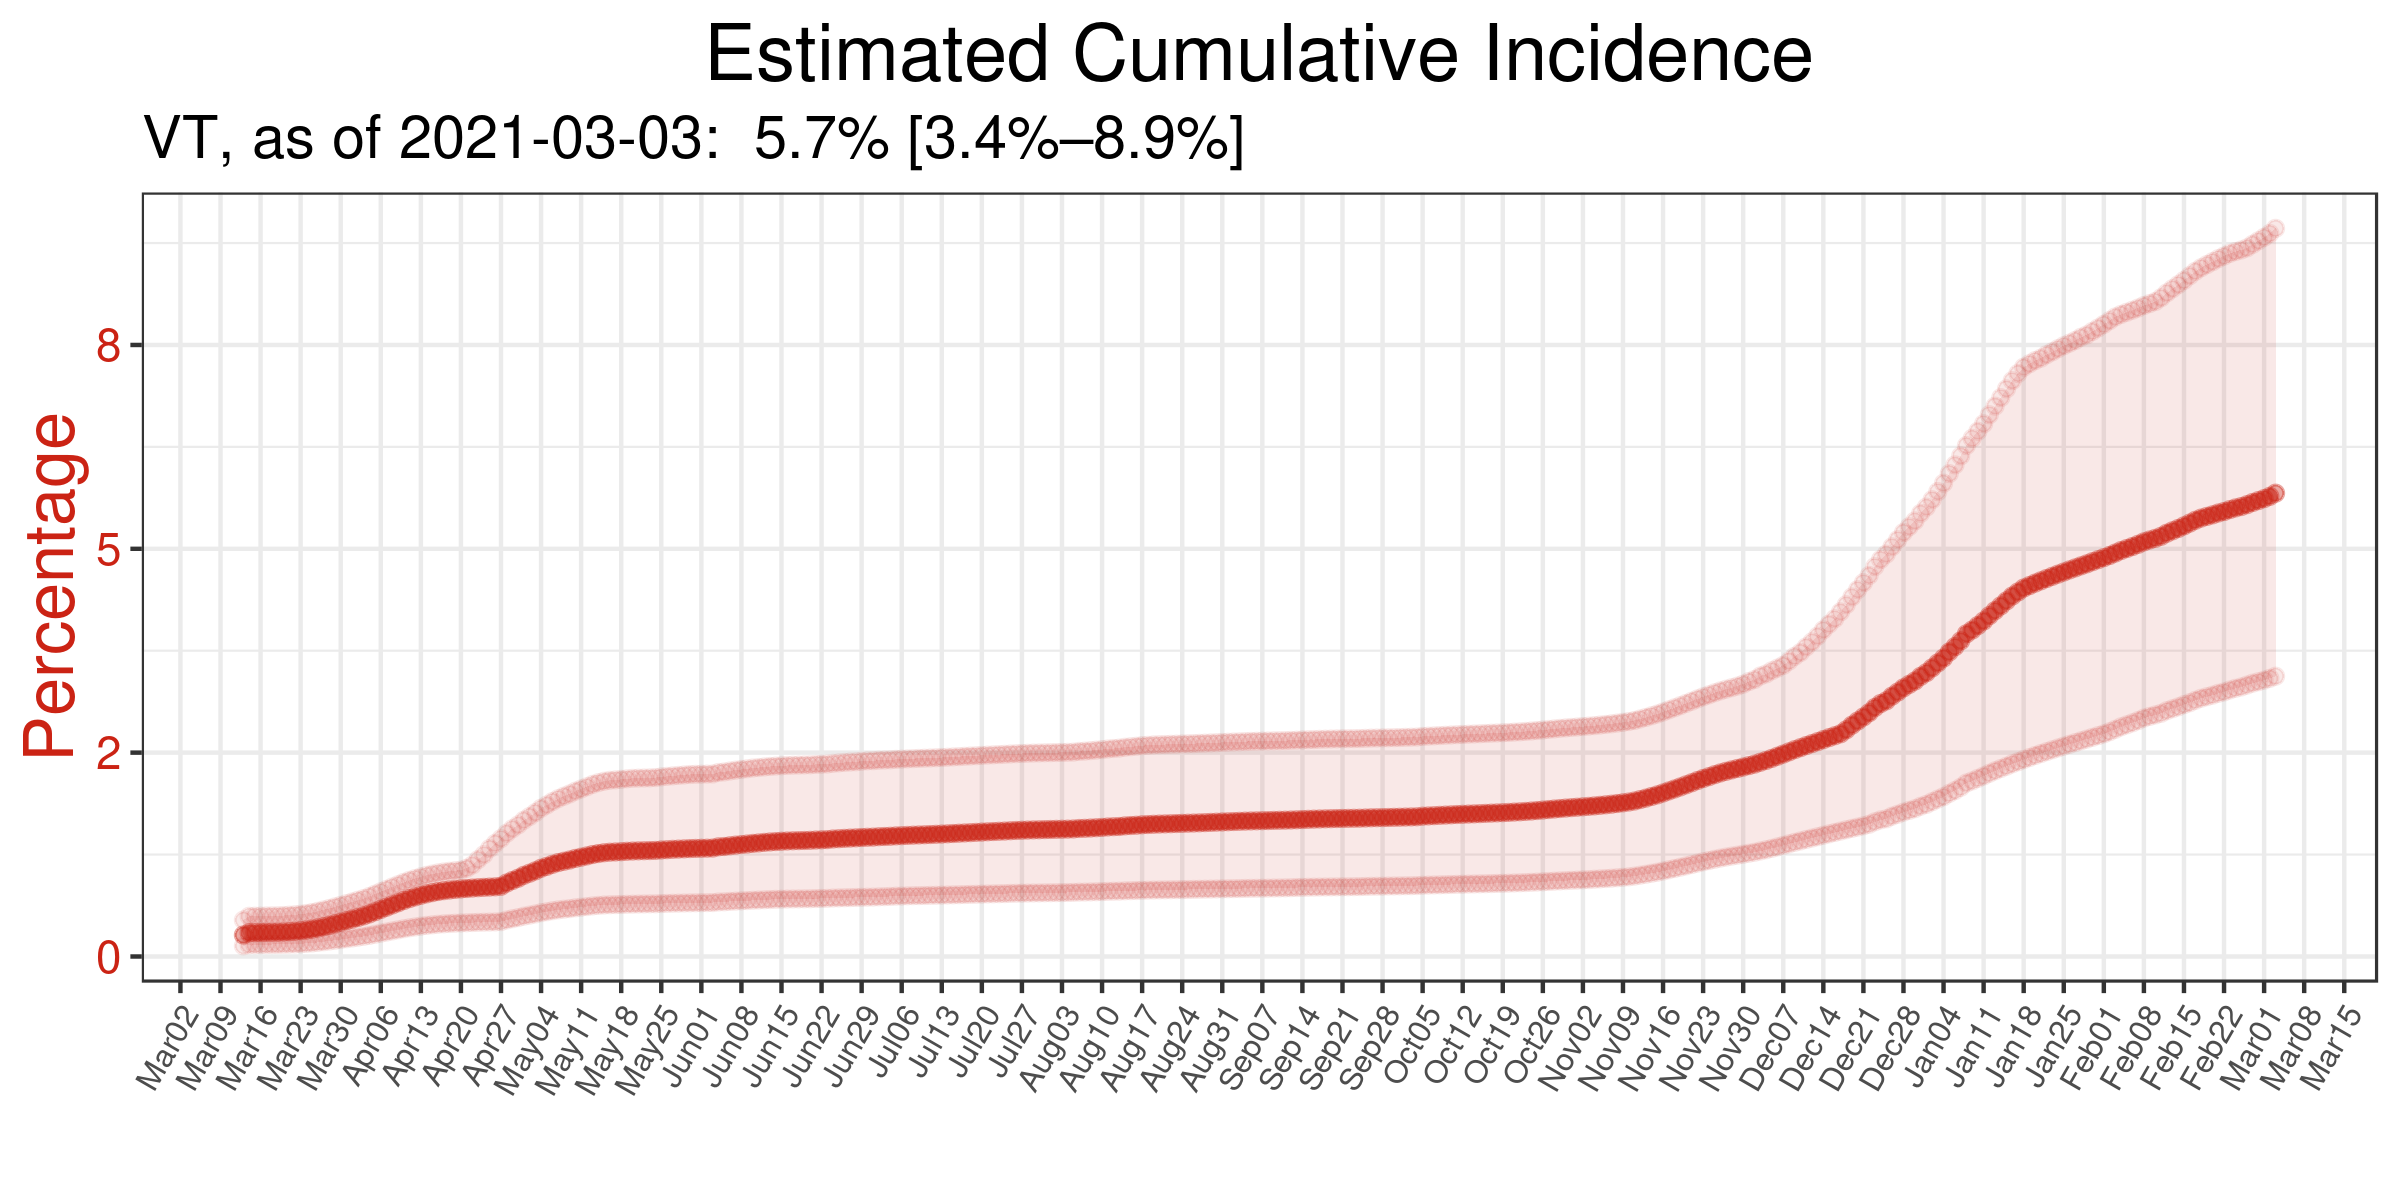 Estimated Cumulative Incidence
VT, as of 2021-03-03:  5.7% [3.4%–8.9%]
Percentage
8
5
2
0
Mar02
Mar09
Mar16
Mar23
Mar30
Apr06
Apr13
Apr20
Apr27
May04
May11
May18
May25
Jun01
Jun08
Jun15
Jun22
Jun29
Jul06
Jul13
Jul20
Jul27
Aug03
Aug10
Aug17
Aug24
Aug31
Sep07
Sep14
Sep21
Sep28
Oct05
Oct12
Oct19
Oct26
Nov02
Nov09
Nov16
Nov23
Nov30
Dec07
Dec14
Dec21
Dec28
Jan04
Jan11
Jan18
Jan25
Feb01
Feb08
Feb15
Feb22
Mar01
Mar08
Mar15